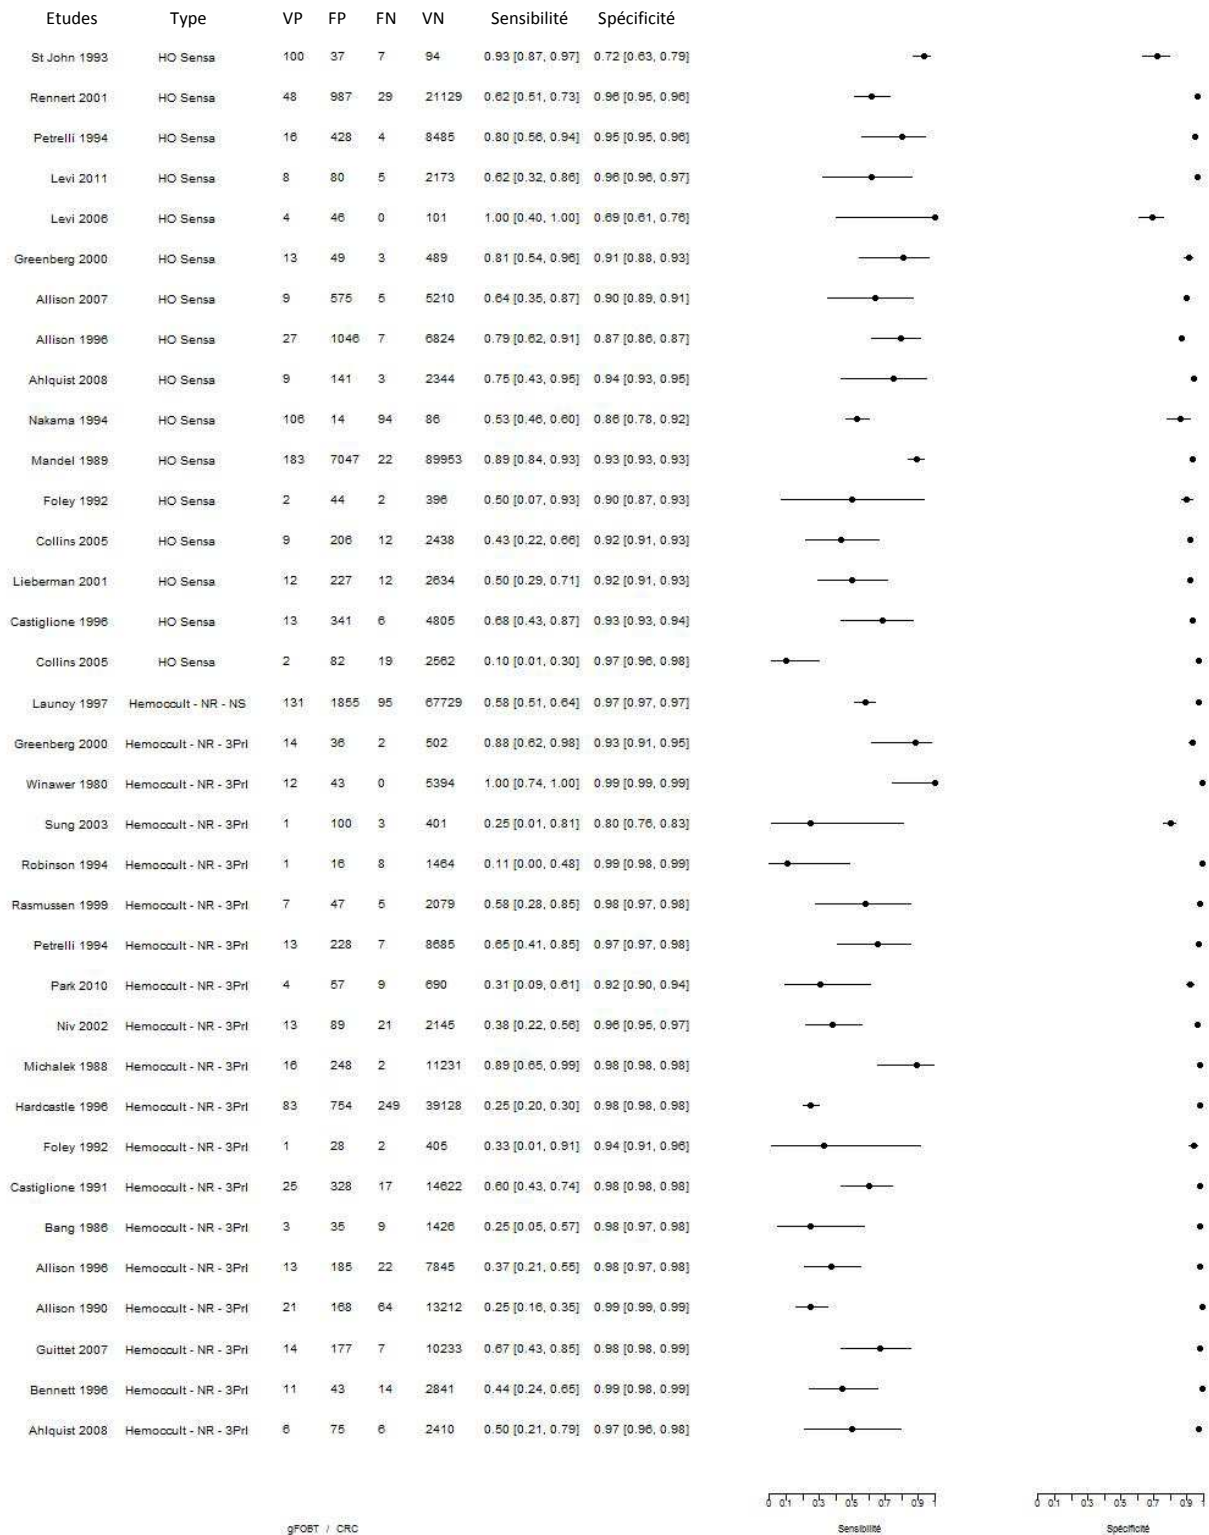 Etudes Type VP FP FN VN Sensibilité Spécificité
St John 1993 HO Sensa 100 37 7 94 0.93 [0.87, 0.97] 0.72 [0.63, 0.79]
Rennert 2001 HO Sensa 48 987 29 21129 0.62 [0.51, 0.73] 0.96 [0.95, 0.96]
Petrelli 1994 HO Sensa 16 428 4 8485 0.80 [0.56, 0.94] 0.95 [0.95, 0.96]
Levi 2011 HO Sensa 8 80 5 2173 0.62 [0.32, 0.86] 0.96 [0.96, 0.97]
Levi 2006 HO Sensa 4 46 0 101 1.00 [0.40, 1.00] 0.69 [0.61, 0.76]
Greenberg 2000 HO Sensa 13 49 3 489 0.81 [0.54, 0.96] 0.91 [0.88, 0.93]
Allison 2007 HO Sensa 9 575 5 5210 0.64 [0.35, 0.87] 0.90 [0.89, 0.91]
Allison 1996 HO Sensa 27 1046 7 6824 0.79 [0.62, 0.91] 0.87 [0.86, 0.87]
Ahlquist 2008 HO Sensa 9 141 3 2344 0.75 [0.43, 0.95] 0.94 [0.93, 0.95]
Nakama 1994 HO Sensa 106 14 94 86 0.53 [0.46, 0.60] 0.86 [0.78, 0.92]
Mandel 1989 HO Sensa 183 7047 22 89953 0.89 [0.84, 0.93] 0.93 [0.93, 0.93]
Foley 1992 HO Sensa 2 44 2 396 0.50 [0.07, 0.93] 0.90 [0.87, 0.93]
Collins 2005 HO Sensa 9 206 12 2438 0.43 [0.22, 0.66] 0.92 [0.91, 0.93]
Lieberman 2001 HO Sensa 12 227 12 2634 0.50 [0.29, 0.71] 0.92 [0.91, 0.93]
Castiglione 1996 HO Sensa 13 341 6 4805 0.68 [0.43, 0.87] 0.93 [0.93, 0.94]
Collins 2005 HO Sensa 2 82 19 2562 0.10 [0.01, 0.30] 0.97 [0.96, 0.98]
Launoy 1997 Hemoccult - NR - NS 131 1855 95 67729 0.58 [0.51, 0.64] 0.97 [0.97, 0.97]
Greenberg 2000 Hemoccult - NR - 3Prl 14 36 2 502 0.88 [0.62, 0.98] 0.93 [0.91, 0.95]
Winawer 1980 Hemoccult - NR - 3Prl 12 43 0 5394 1.00 [0.74, 1.00] 0.99 [0.99, 0.99]
Sung 2003 Hemoccult - NR - 3Prl 1 100 3 401 0.25 [0.01, 0.81] 0.80 [0.76, 0.83]
Robinson 1994 Hemoccult - NR - 3Prl 1 16 8 1464 0.11 [0.00, 0.48] 0.99 [0.98, 0.99]
Rasmussen 1999 Hemoccult - NR - 3Prl 7 47 5 2079 0.58 [0.28, 0.85] 0.98 [0.97, 0.98]
Petrelli 1994 Hemoccult - NR - 3Prl 13 228 7 8685 0.65 [0.41, 0.85] 0.97 [0.97, 0.98]
Park 2010 Hemoccult - NR - 3Prl 4 57 9 690 0.31 [0.09, 0.61] 0.92 [0.90, 0.94]
Niv 2002 Hemoccult - NR - 3Prl 13 89 21 2145 0.38 [0.22, 0.56] 0.96 [0.95, 0.97]
Michalek 1988 Hemoccult - NR - 3Prl 16 248 2 11231 0.89 [0.65, 0.99] 0.98 [0.98, 0.98]
Hardcastle 1996 Hemoccult - NR - 3Prl 83 754 249 39128 0.25 [0.20, 0.30] 0.98 [0.98, 0.98]
Foley 1992 Hemoccult - NR - 3Prl 1 28 2 405 0.33 [0.01, 0.91] 0.94 [0.91, 0.96]
Castiglione 1991 Hemoccult - NR - 3Prl 25 328 17 14622 0.60 [0.43, 0.74] 0.98 [0.98, 0.98]
Bang 1986 Hemoccult - NR - 3Prl 3 35 9 1426 0.25 [0.05, 0.57] 0.98 [0.97, 0.98]
Allison 1996 Hemoccult - NR - 3Prl 13 185 22 7845 0.37 [0.21, 0.55] 0.98 [0.97, 0.98]
Allison 1990 Hemoccult - NR - 3Prl 21 168 64 13212 0.25 [0.16, 0.35] 0.99 [0.99, 0.99]
Guittet 2007 Hemoccult - NR - 3Prl 14 177 7 10233 0.67 [0.43, 0.85] 0.98 [0.98, 0.99]
Bennett 1996 Hemoccult - NR - 3Prl 11 43 14 2841 0.44 [0.24, 0.65] 0.99 [0.98, 0.99]
Ahlquist 2008 Hemoccult - NR - 3Prl 6 75 6 2410 0.50 [0.21, 0.79] 0.97 [0.96, 0.98]
0 0.1 0.3 0.5 0.7 0.9 1 0 0.1 0.3 0.5 0.7 0.9 1
gFOBT / CRC Sensibilité Spécificité